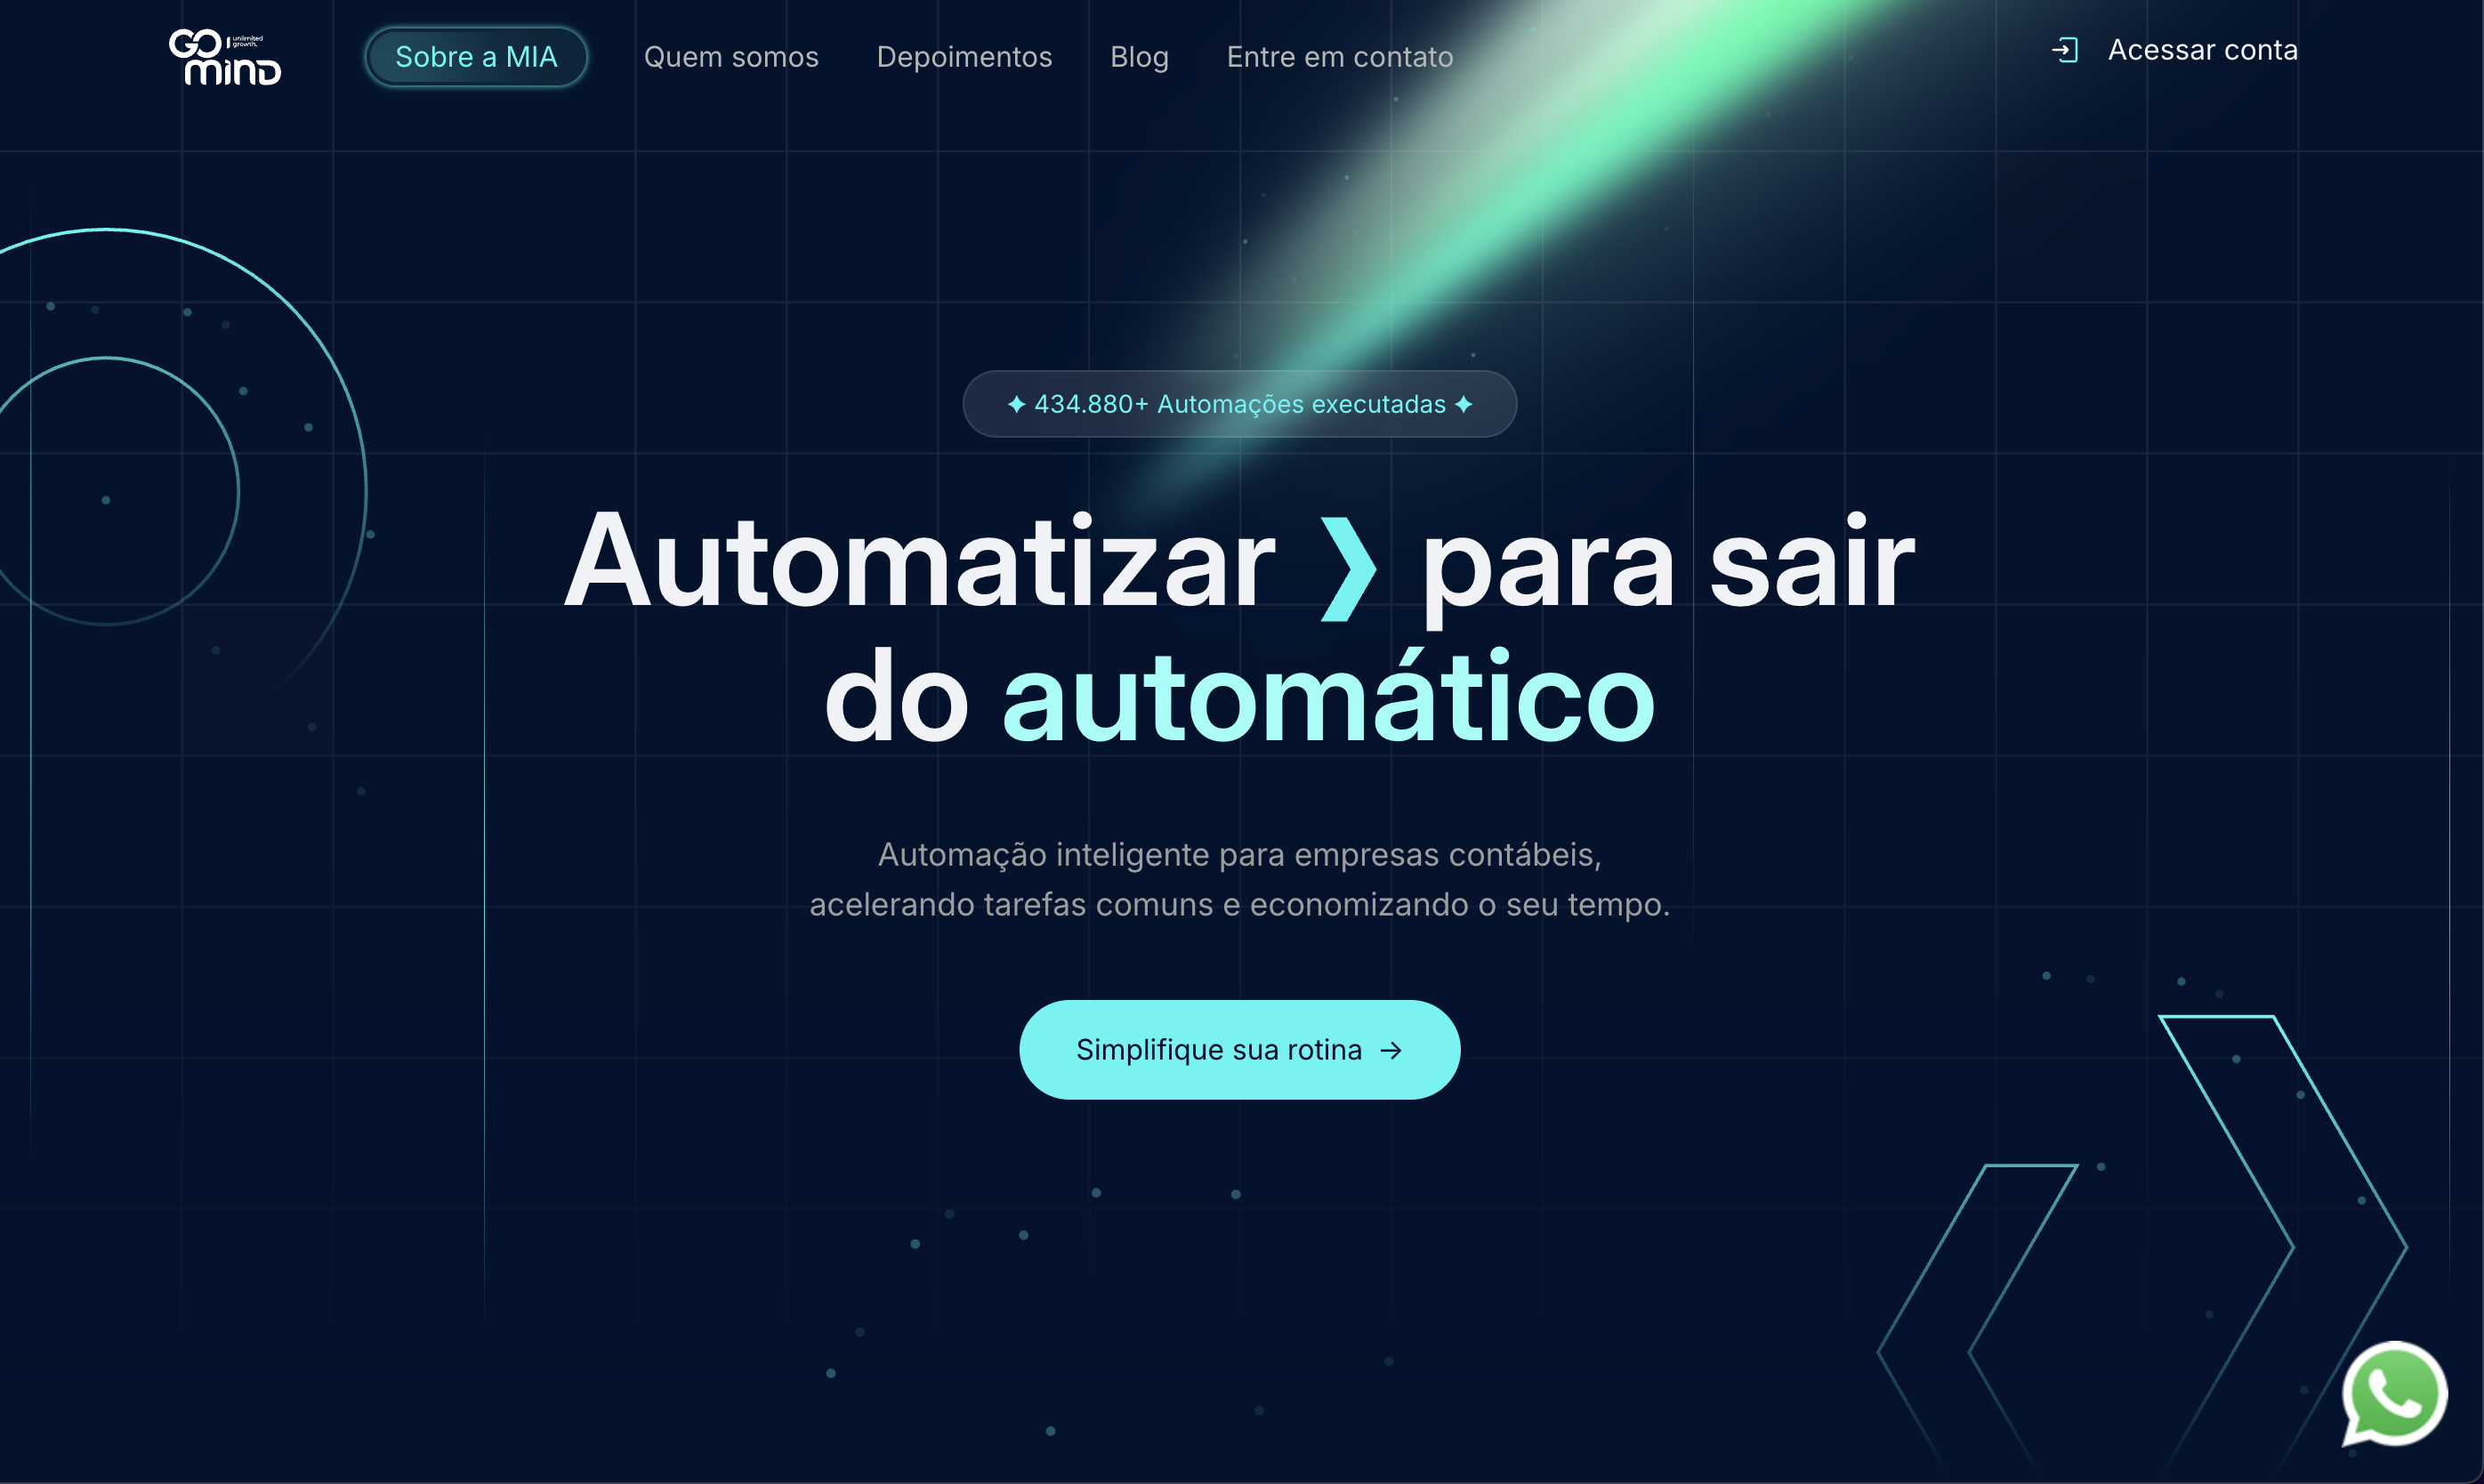 GO unlimited growth.
mind
Sobre a MIA
Quem somos
Depoimentos
Blog
Entre em contato
Acessar conta
✦ 434.880+ Automações executadas ✦
Automatizar ❯ para sair
do automático
Automação inteligente para empresas contábeis,
acelerando tarefas comuns e economizando o seu tempo.
Simplifique sua rotina →